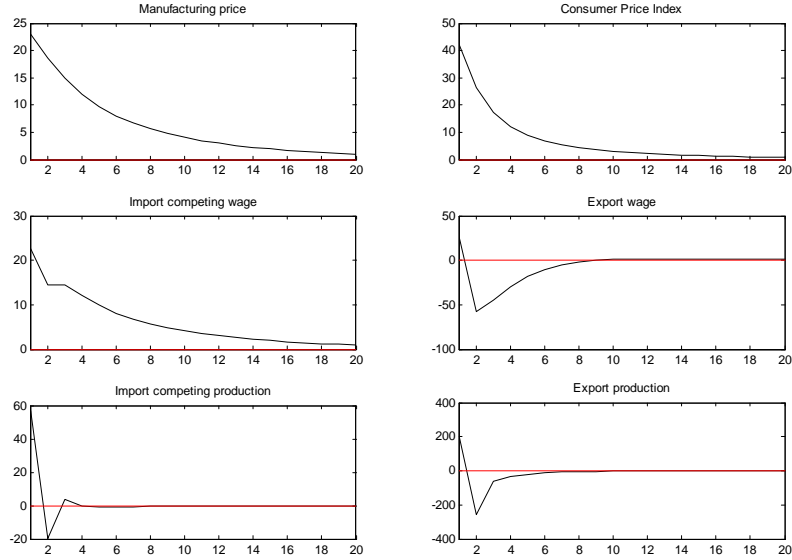 Manufacturing price
25
20
15
10
5
0
2 4 6 8 10 12 14 16 18 20
Consumer Price Index
50
40
30
20
10
0
2 4 6 8 10 12 14 16 18 20
Import competing wage
30
20
10
0
2 4 6 8 10 12 14 16 18 20
Export wage
50
0
-50
-100
2 4 6 8 10 12 14 16 18 20
Import competing production
60
40
20
0
-20
2 4 6 8 10 12 14 16 18 20
Export production
400
200
0
-200
-400
2 4 6 8 10 12 14 16 18 20